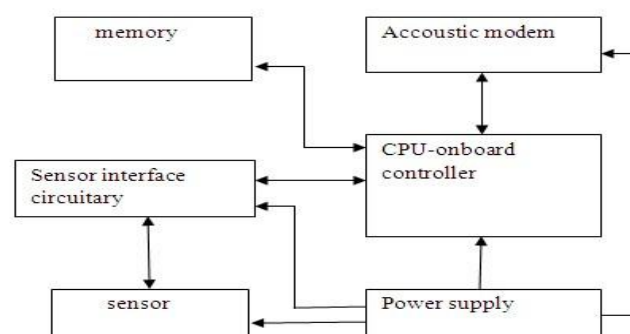 memory
Accoustic modem
CPU-onboard
controller
Sensor interface
circuitary
sensor
Power supply